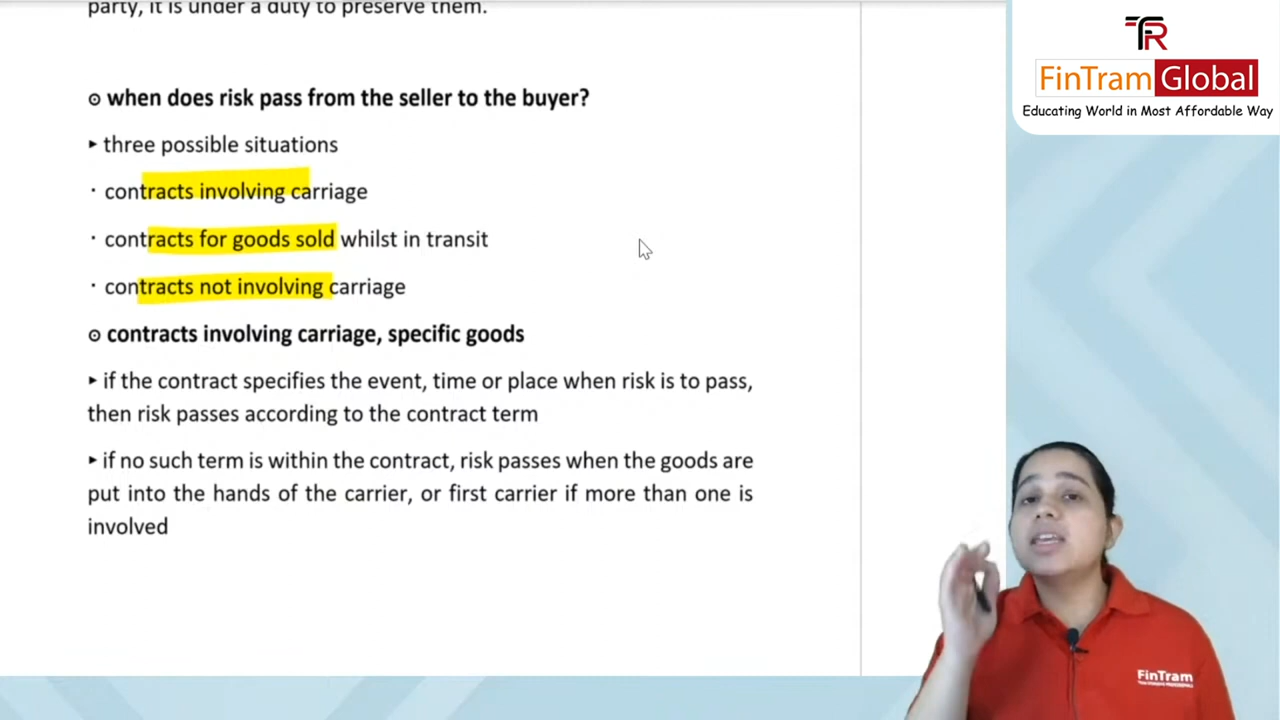 party, it is under a duty to preserve them.
⊙ when does risk pass from the seller to the buyer?
▸ three possible situations
· contracts involving carriage
· contracts for goods sold whilst in transit
· contracts not involving carriage
⊙ contracts involving carriage, specific goods
▸ if the contract specifies the event, time or place when risk is to pass,
then risk passes according to the contract term
▸ if no such term is within the contract, risk passes when the goods are
put into the hands of the carrier, or first carrier if more than one is
involved
TR
FinTram Global
Educating World in Most Affordable Way
FinTram